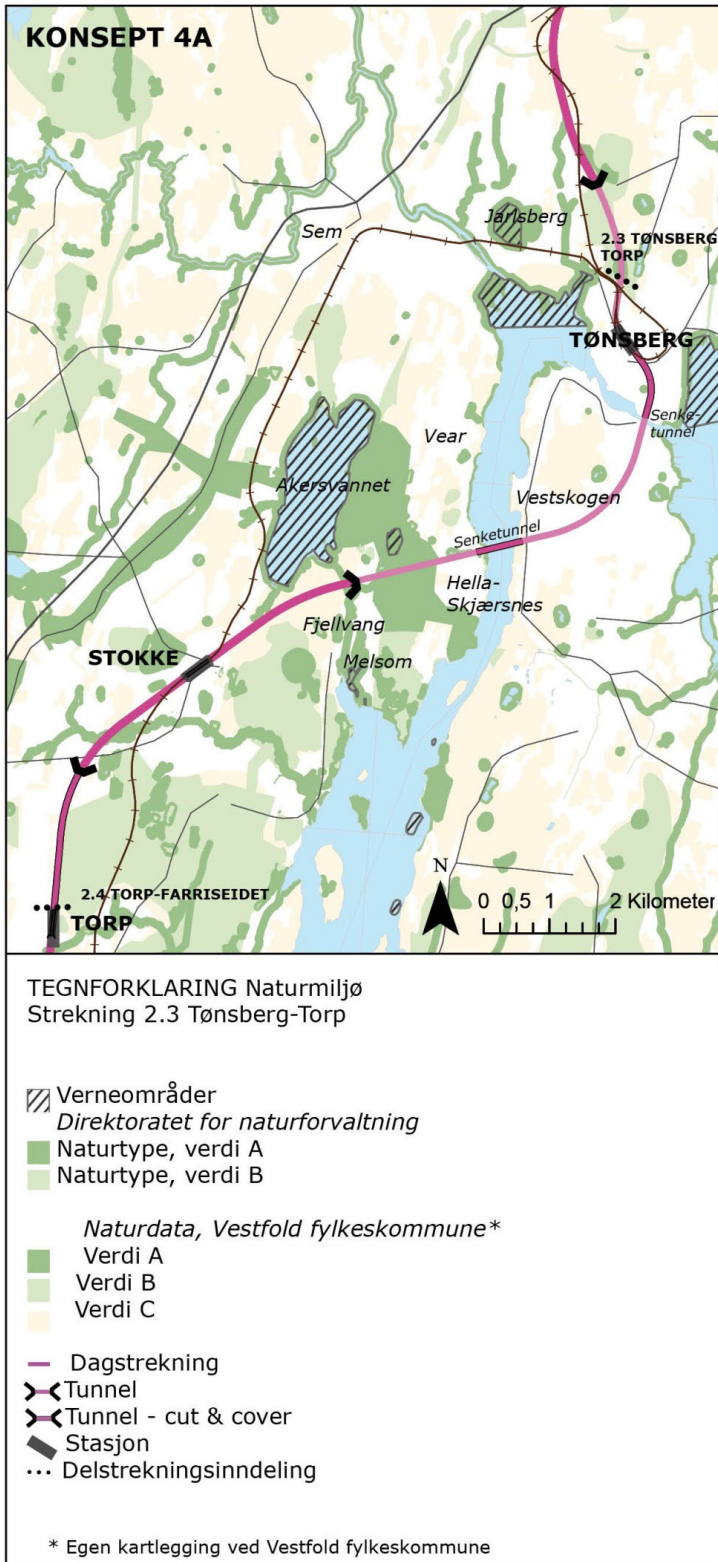 KONSEPT 4A
Jarlsberg
Sem
2.3 TØNSBERG
TORP
TØNSBERG
Senke-
tunnel
Vear
Akersvannet
Vestskogen
Senketunnel
Hella-
Skjærsnes
Fjellvang
STOKKE
Melsom
N
2.4 TORP-FARRISEIDET
0 0,5 1 2 Kilometer
TORP
TEGNFORKLARING Naturmiljø
Strekning 2.3 Tønsberg-Torp
Verneområder
Direktoratet for naturforvaltning
Naturtype, verdi A
Naturtype, verdi B
Naturdata, Vestfold fylkeskommune*
Verdi A
Verdi B
Verdi C
Dagstrekning
Tunnel
Tunnel - cut & cover
Stasjon
Delstrekningsinndeling
* Egen kartlegging ved Vestfold fylkeskommune